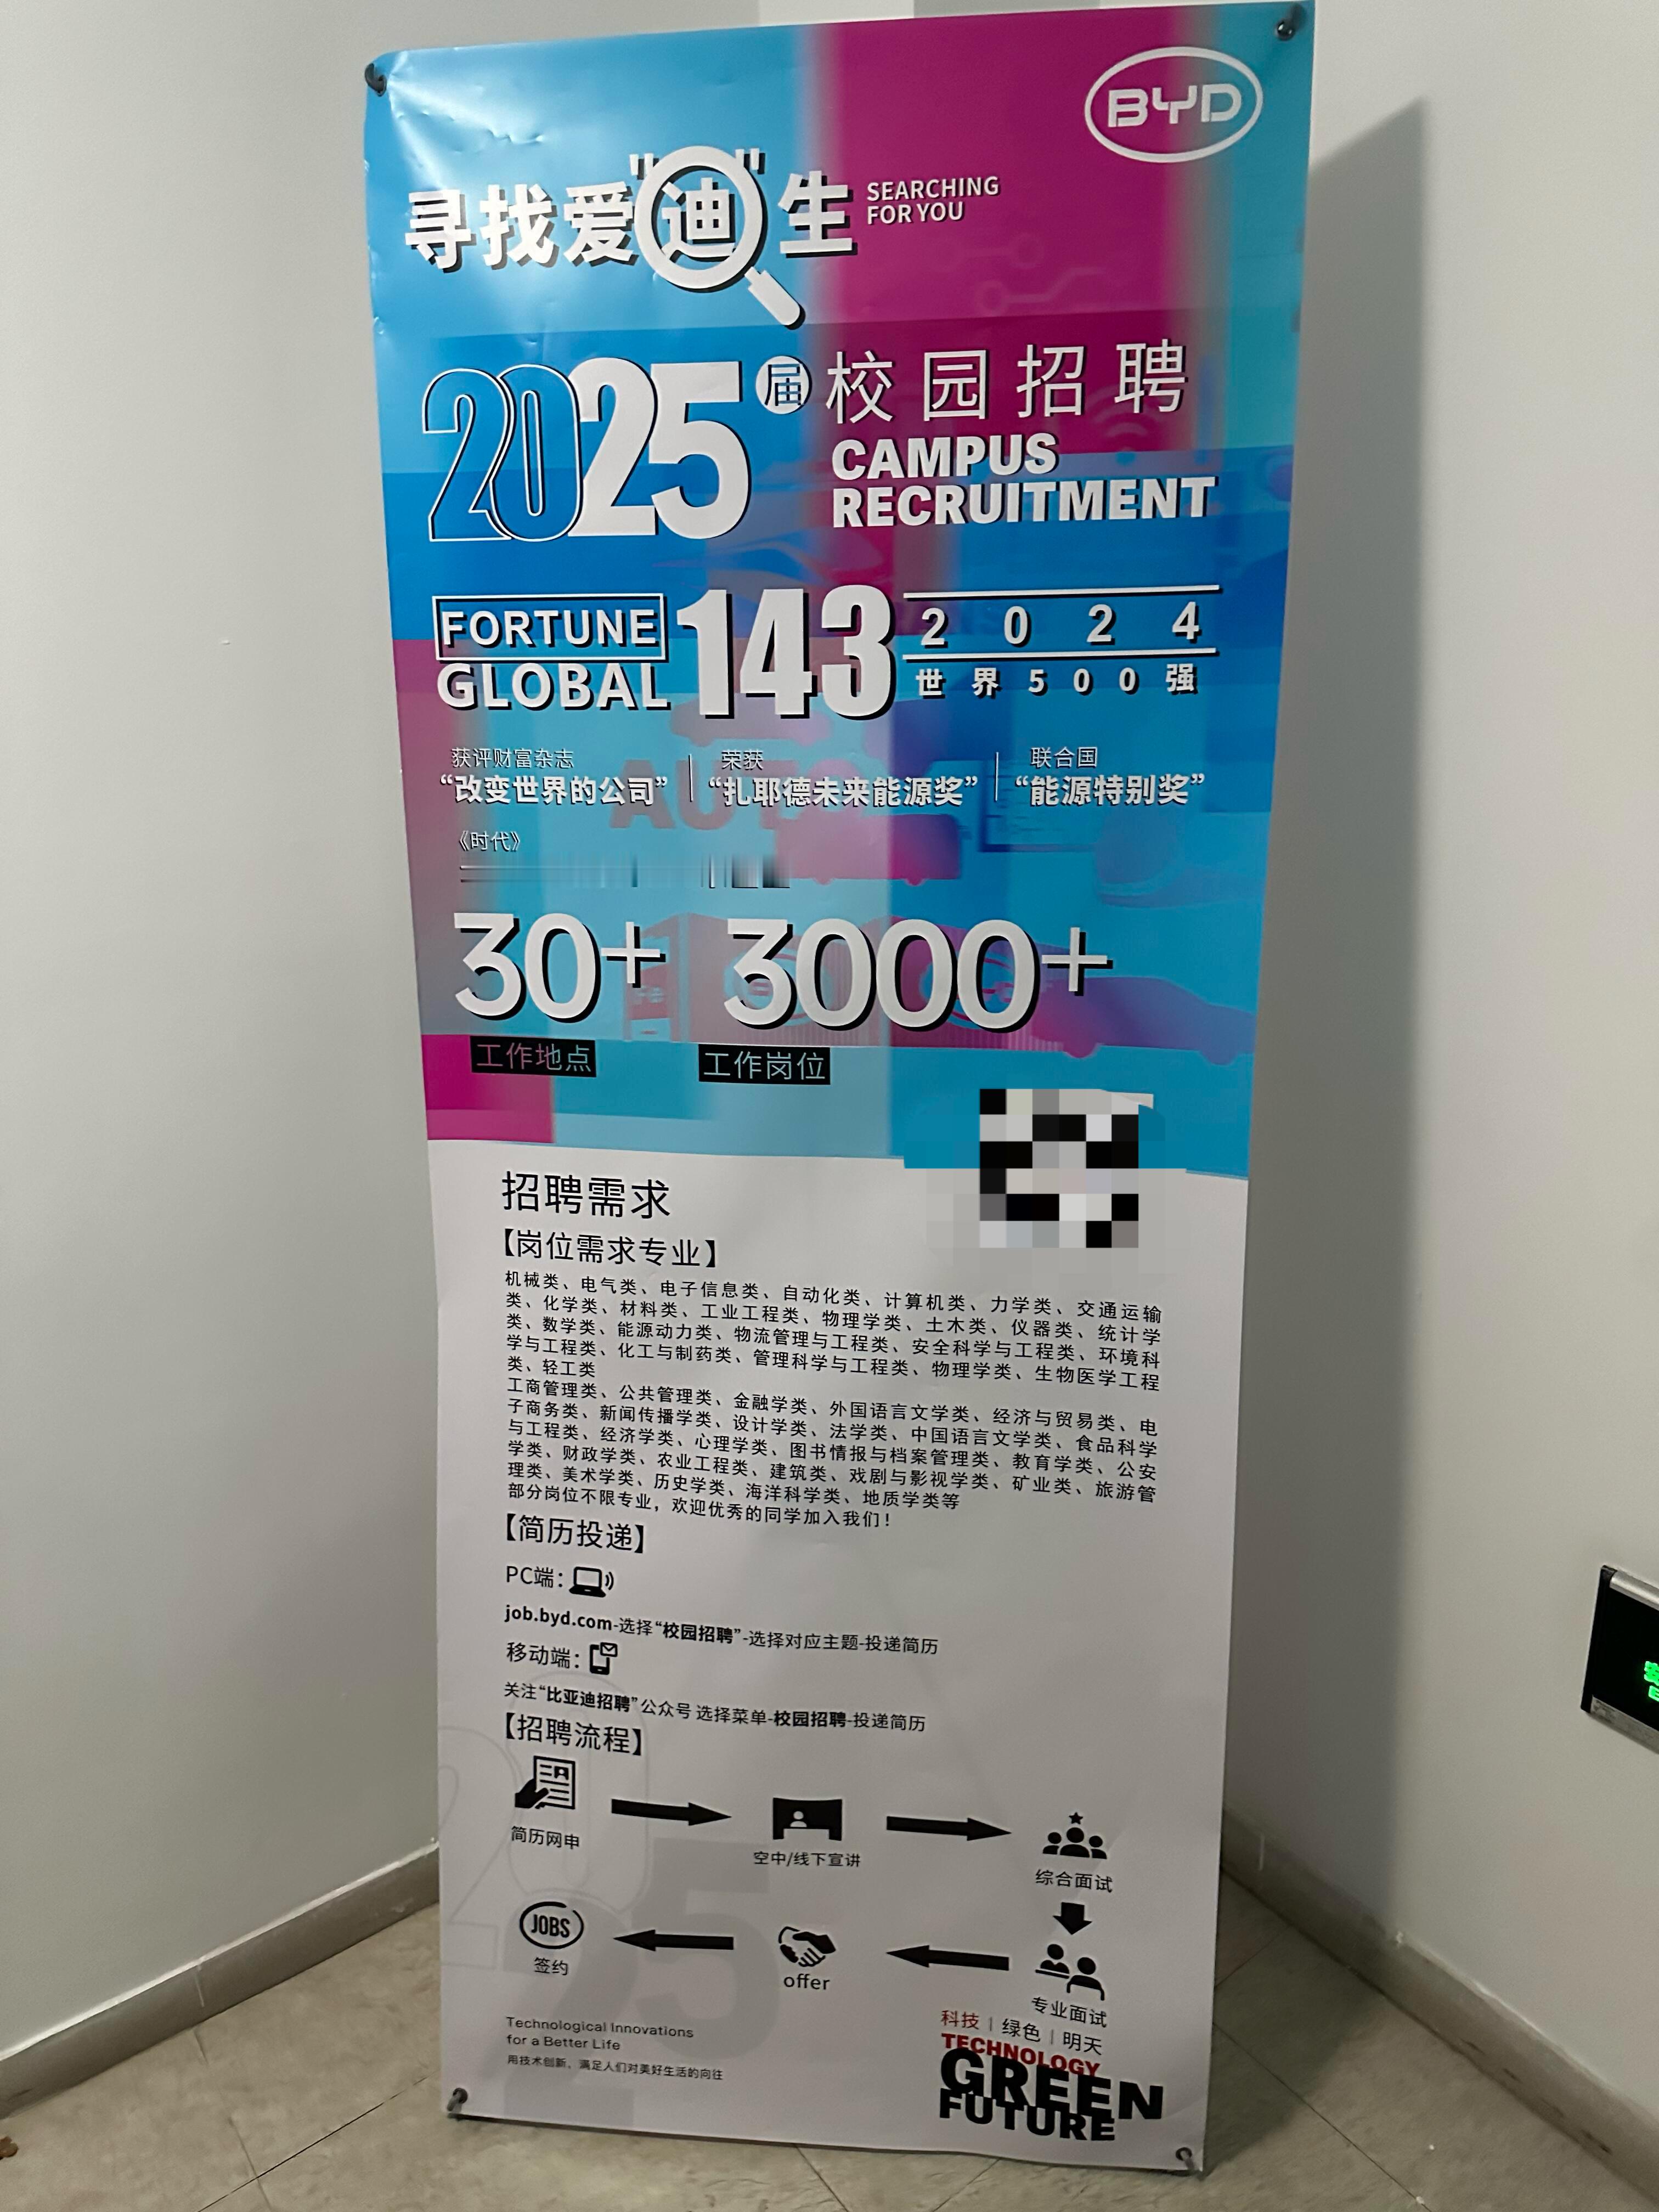 BYD
寻找爱"迪"生
SEARCHING
FOR YOU
2025届 校园招聘
CAMPUS
RECRUITMENT
FORTUNE
GLOBAL
143
2024
世界500强
获评财富杂志
“改变世界的公司”
荣获
“扎耶德未来能源奖”
联合国
“能源特别奖”
《时代》
AUT
30+
3000+
工作地点
工作岗位
招聘需求
【岗位需求专业】
机械类、电气类、电子信息类、自动化类、计算机类、力学类、交通运输
类、化学类、材料类、工业工程类、物理学类、土木类、仪器类、统计学
类、数学类、能源动力类、物流管理与工程类、安全科学与工程类、环境科
学与工程类、化工与制药类、管理科学与工程类、物理学类、生物医学工程
类、轻工类
工商管理类、公共管理类、金融学类、外国语言文学类、经济与贸易类、电
子商务类、新闻传播学类、设计学类、法学类、中国语言文学类、食品科学
与工程类、经济学类、心理学类、图书情报与档案管理类、教育学类、公安
学类、财政学类、农业工程类、建筑类、戏剧与影视学类、矿业类、旅游管
理类、美术学类、历史学类、海洋科学类、地质学类等
部分岗位不限专业，欢迎优秀的同学加入我们！
【简历投递】
PC端：
job.byd.com-选择“校园招聘”-选择对应主题-投递简历
移动端：
关注“比亚迪招聘”公众号 选择菜单-校园招聘-投递简历
【招聘流程】
简历网申
空中/线下宣讲
综合面试
专业面试
offer
JOBS
签约
2025
Technological Innovations
for a Better Life
用技术创新，满足人们对美好生活的向往
科技 | 绿色 | 明天
TECHNOLOGY
GREEN
FUTURE